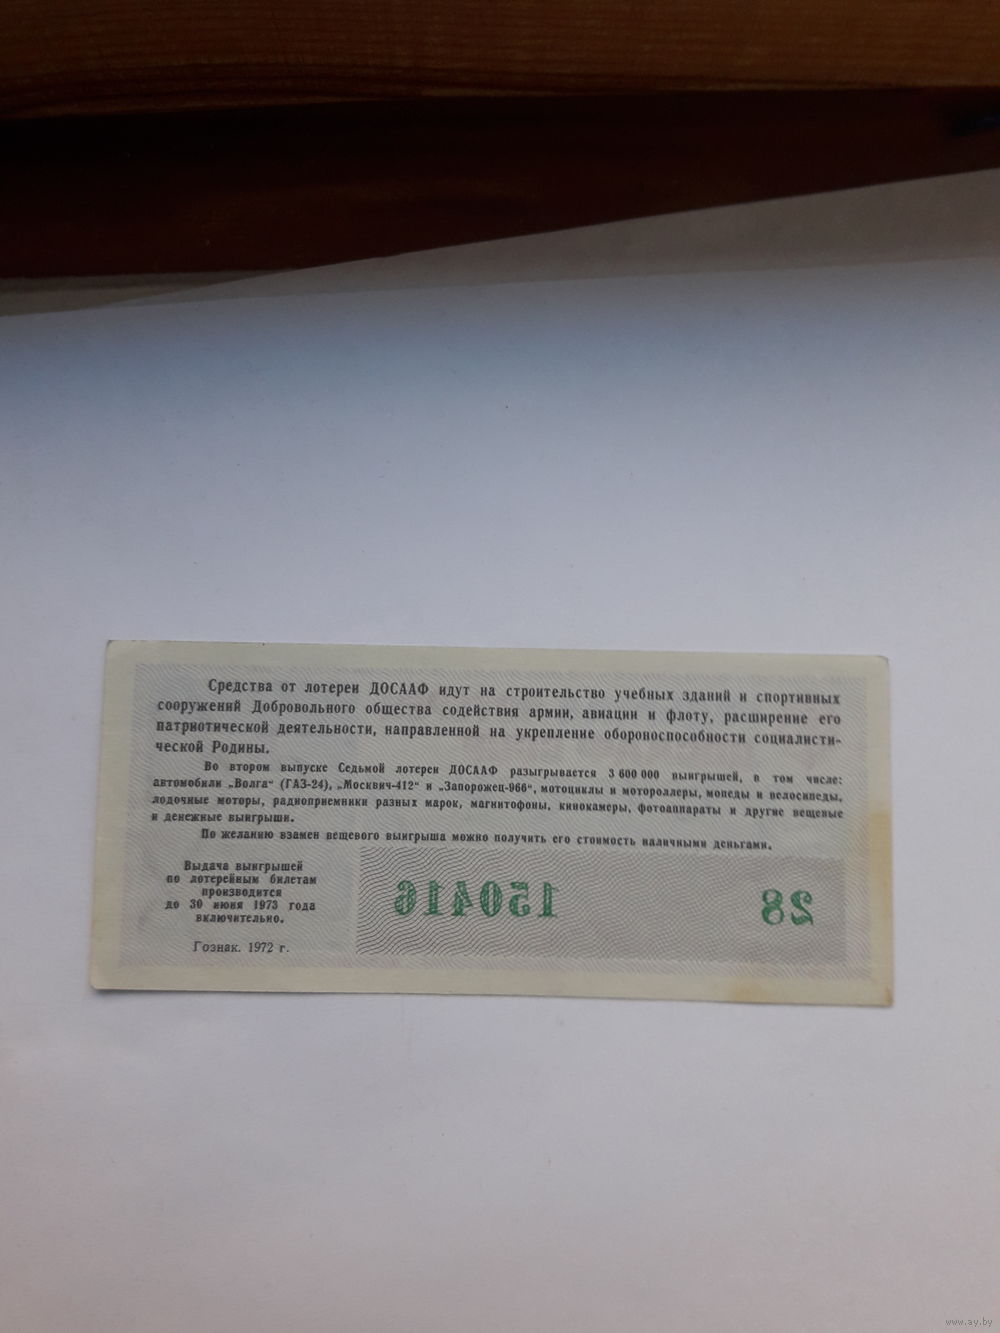 Средства от лотереи ДОСААФ идут на строительство учебных зданий и спортивных
сооружений Добровольного общества содействия армии, авиации и флоту, расширение его
патриотической деятельности, направленной на укрепление обороноспособности социалисти-
ческой Родины.
Во втором выпуске Седьмой лотереи ДОСААФ разыгрывается 3 600 000 выигрышей, в том числе:
автомобили „Волга“ (ГАЗ-24), „Москвич-412“ и „Запорожец-966“, мотоциклы и мотороллеры, мопеды и велосипеды,
лодочные моторы, радиоприемники разных марок, магнитофоны, кинокамеры, фотоаппараты и другие вещевые
и денежные выигрыши.
По желанию взамен вещевого выигрыша можно получить его стоимость наличными деньгами.
Выдача выигрышей
по лотерейным билетам
производится
до 30 июня 1973 года
включительно.
Гознак. 1972 г.
150416
28
www.ay.by